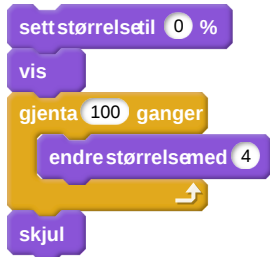 sett størrelse til 0 %
vis
gjenta 100 ganger
endre størrelse med 4
skjul